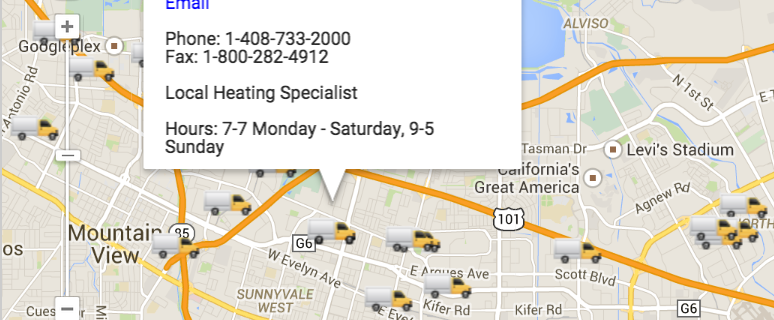 Email
Phone: 1-408-733-2000
Fax: 1-800-282-4912
Local Heating Specialist
Hours: 7-7 Monday - Saturday, 9-5
Sunday
ALVISO
Googleplex
N 1st St
Antonio Rd
Tasman Dr
Levi's Stadium
California's
Great America
Agnew Rd
101
Mountain
View
85
G6
W Evelyn Ave
E Arques Ave
Scott Blvd
SUNNYVALE
WEST
Kifer Rd
Kifer Rd
G6